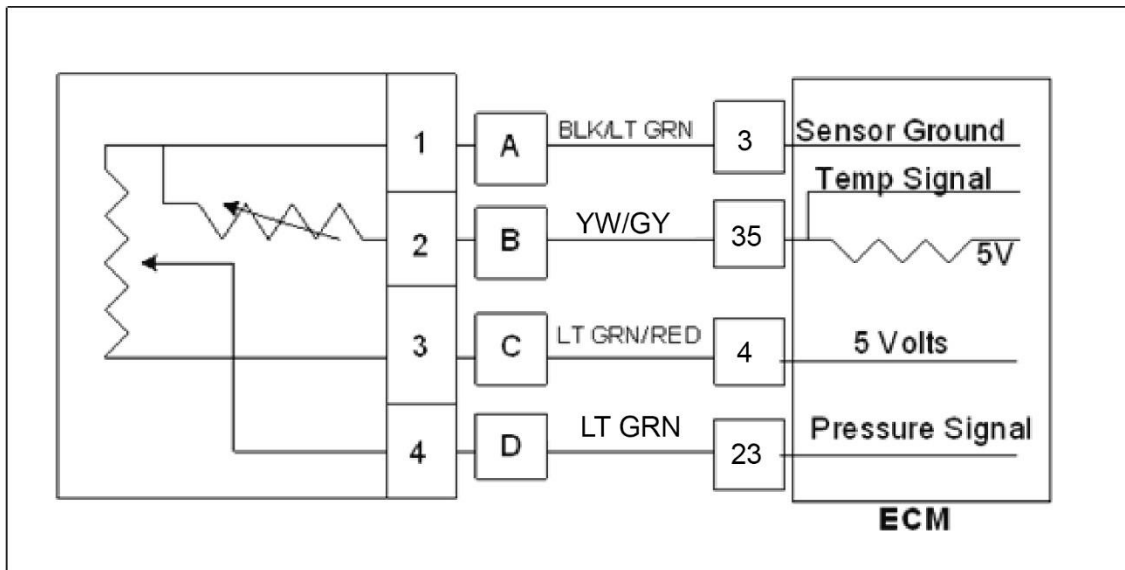 1 A BLK/LT GRN 3 Sensor Ground
Temp Signal
2 B YW/GY 35 5V
3 C LT GRN/RED 4 5 Volts
4 D LT GRN 23 Pressure Signal
ECM